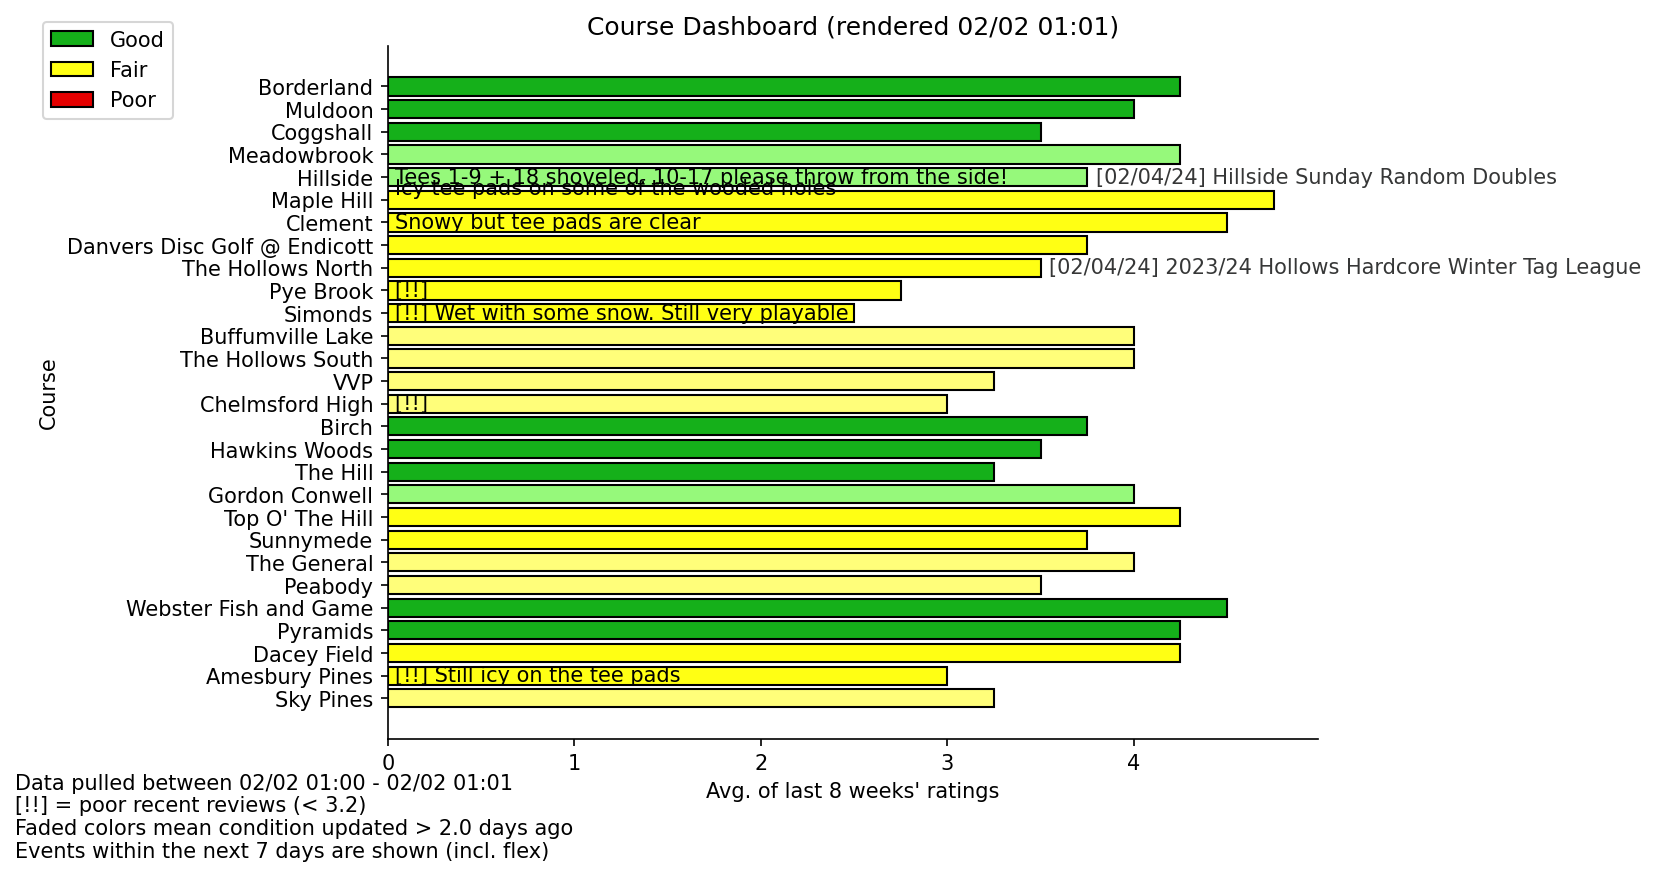 Course Dashboard (rendered 02/02 01:01)
Good
Fair
Poor
Course
Borderland
Muldoon
Coggshall
Meadowbrook
Hillside Tees 1-9 + 18 shoveled, 10-17 please throw from the side! [02/04/24] Hillside Sunday Random Doubles
Maple Hill Icy tee pads on some of the wooded holes
Clement Snowy but tee pads are clear
Danvers Disc Golf @ Endicott
The Hollows North [02/04/24] 2023/24 Hollows Hardcore Winter Tag League
Pye Brook [!!]
Simonds [!!] Wet with some snow. Still very playable
Buffumville Lake
The Hollows South
VVP
Chelmsford High [!!]
Birch
Hawkins Woods
The Hill
Gordon Conwell
Top O' The Hill
Sunnymede
The General
Peabody
Webster Fish and Game
Pyramids
Dacey Field
Amesbury Pines [!!] Still icy on the tee pads
Sky Pines
0 1 2 3 4
Avg. of last 8 weeks' ratings
Data pulled between 02/02 01:00 - 02/02 01:01
[!!] = poor recent reviews (< 3.2)
Faded colors mean condition updated > 2.0 days ago
Events within the next 7 days are shown (incl. flex)